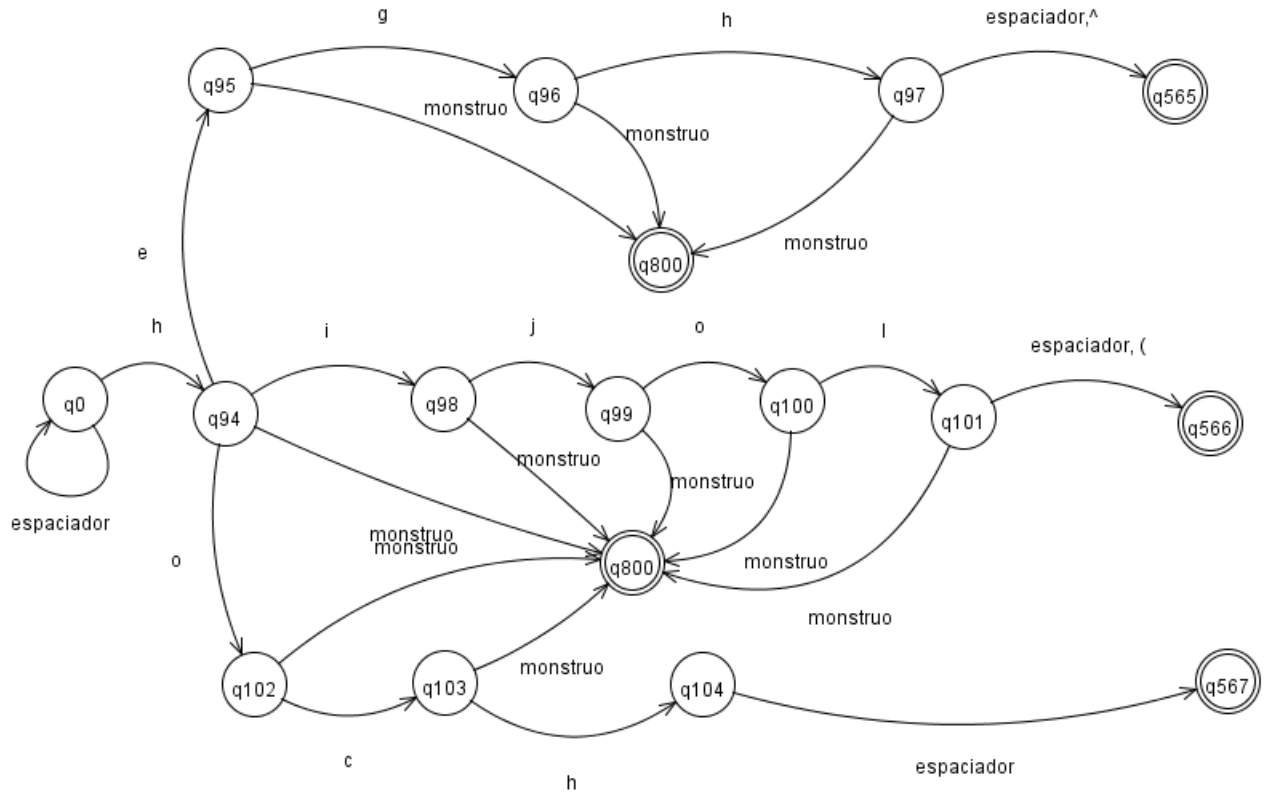 g
h
espaciador,^
q95
q96
q97
q565
monstruo
monstruo
monstruo
q800
e
h
i
j
o
l
espaciador, (
q0
q94
q98
q99
q100
q101
q566
espaciador
monstruo
monstruo
monstruo
monstruo
monstruo
monstruo
q800
o
monstruo
q102
q103
q104
q567
c
h
espaciador